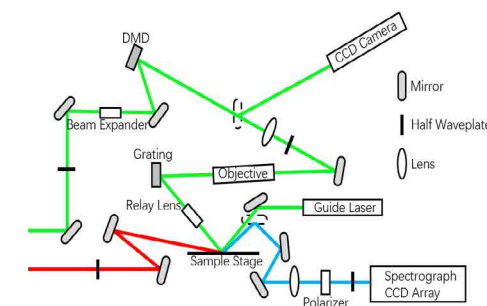 DMD
CCD Camera
Mirror
Beam Expander
Half Waveplate
Grating
Objective
Lens
Relay Lens
Guide Laser
Sample Stage
Spectrograph
CCD Array
Polarizer